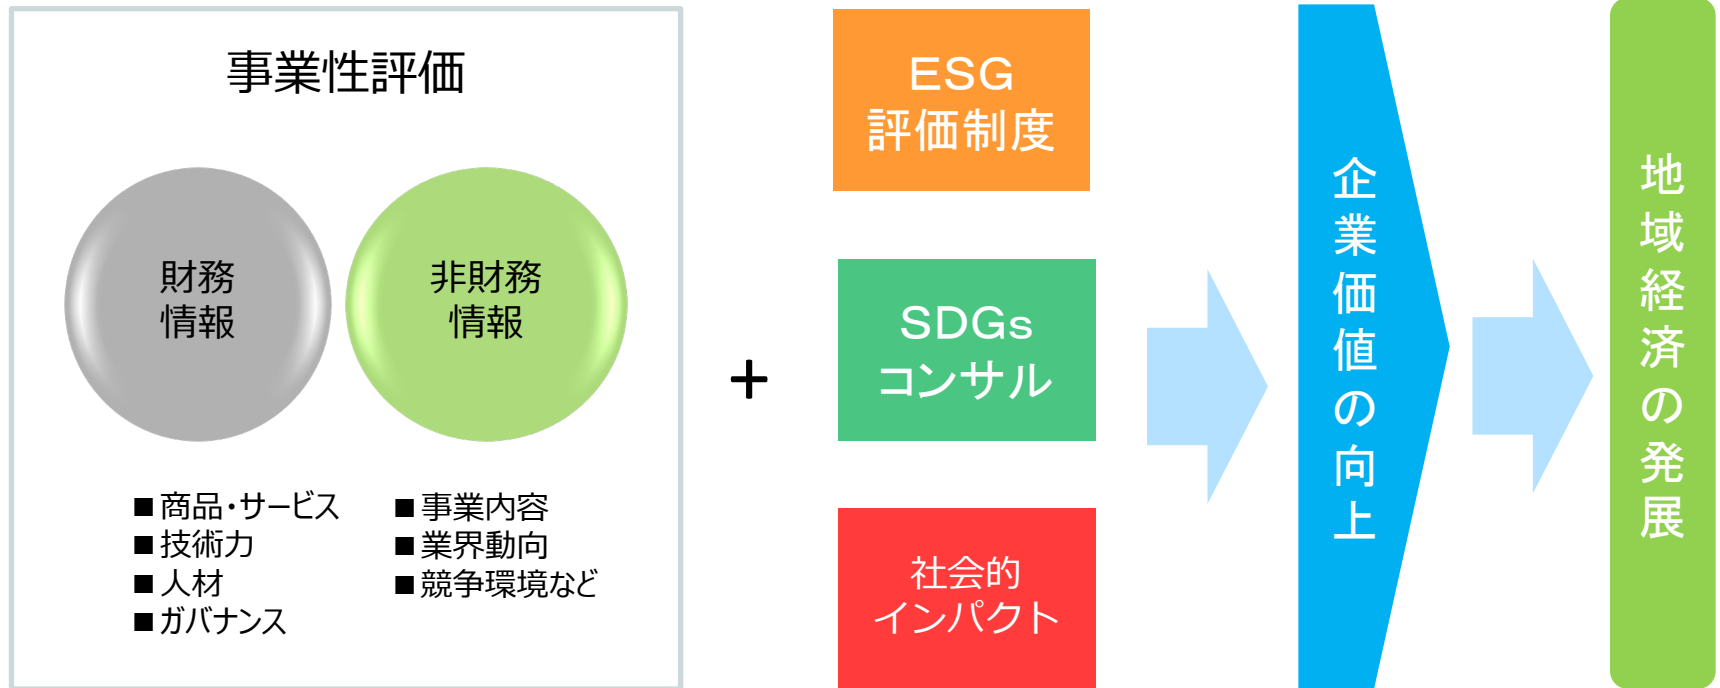 事業性評価
財務
情報
非財務
情報
■商品・サービス
■技術力
■人材
■ガバナンス
■事業内容
■業界動向
■競争環境など
+
ESG
評価制度
SDGs
コンサル
社会的
インパクト
企業価値の向上
地域経済の発展